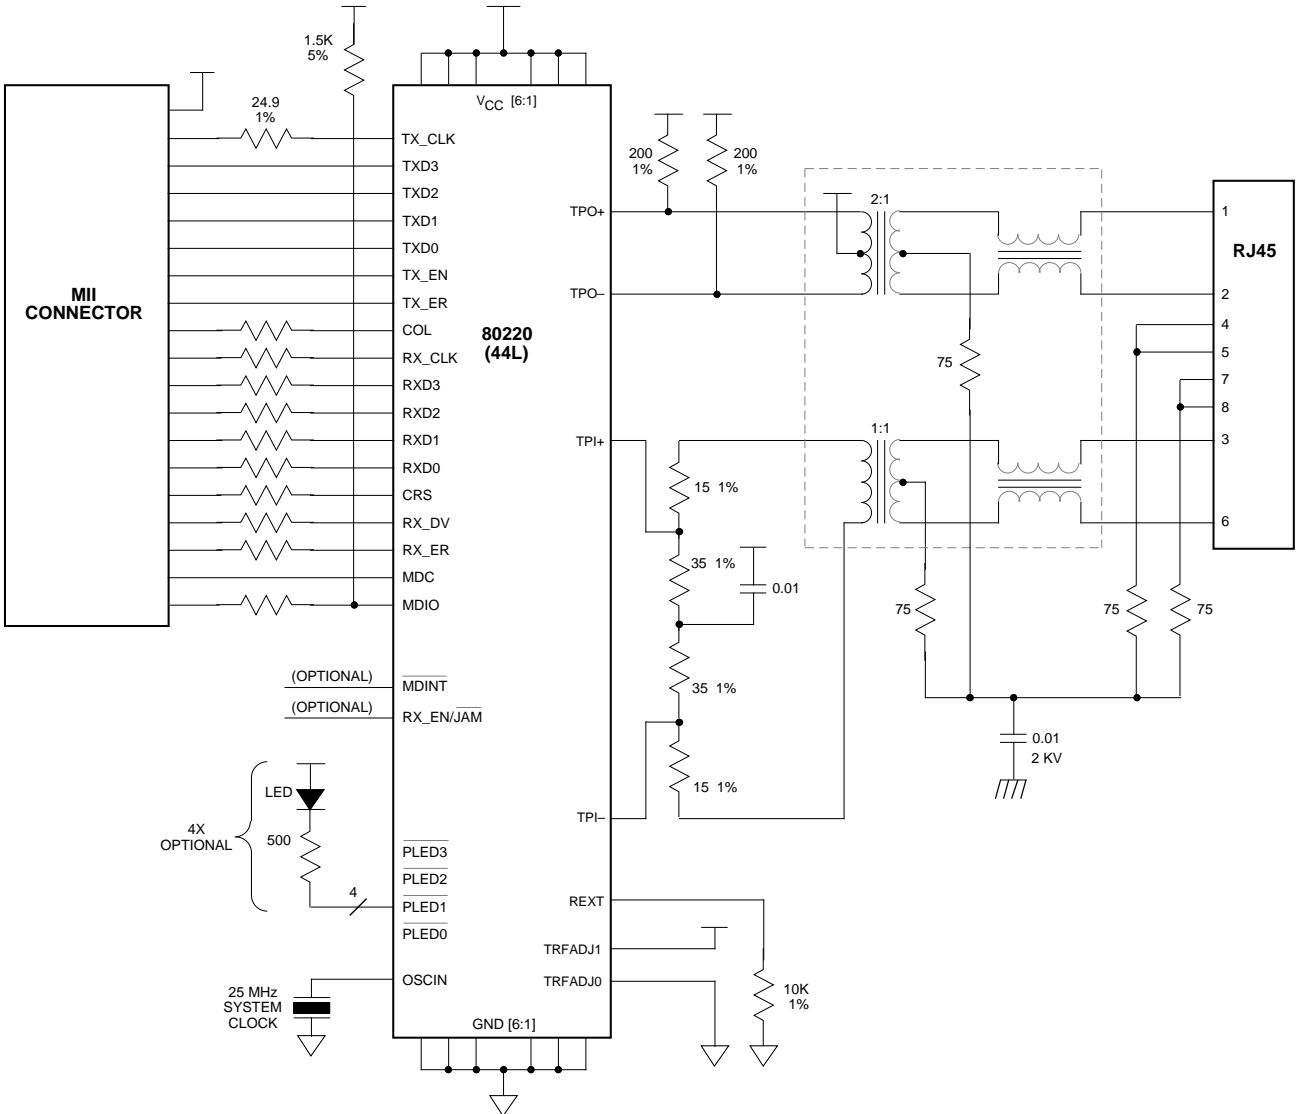 1.5K
5%
24.9
1%
V_CC [6:1]
MII
CONNECTOR
80220
(44L)
TX_CLK
TXD3
TXD2
TXD1
TXD0
TX_EN
TX_ER
COL
RX_CLK
RXD3
RXD2
RXD1
RXD0
CRS
RX_DV
RX_ER
MDC
MDIO
(OPTIONAL)
MDINT
(OPTIONAL)
RX_EN/JAM
LED
4X
OPTIONAL
500
4
PLED3
PLED2
PLED1
PLED0
25 MHz
SYSTEM
CLOCK
OSCIN
GND [6:1]
TPO+
TPO–
TPI+
TPI–
REXT
TRFADJ1
TRFADJ0
200
1%
200
1%
2:1
75
1:1
15 1%
35 1%
0.01
35 1%
15 1%
75
75
75
0.01
2 KV
10K
1%
RJ45
1
2
4
5
7
8
3
6